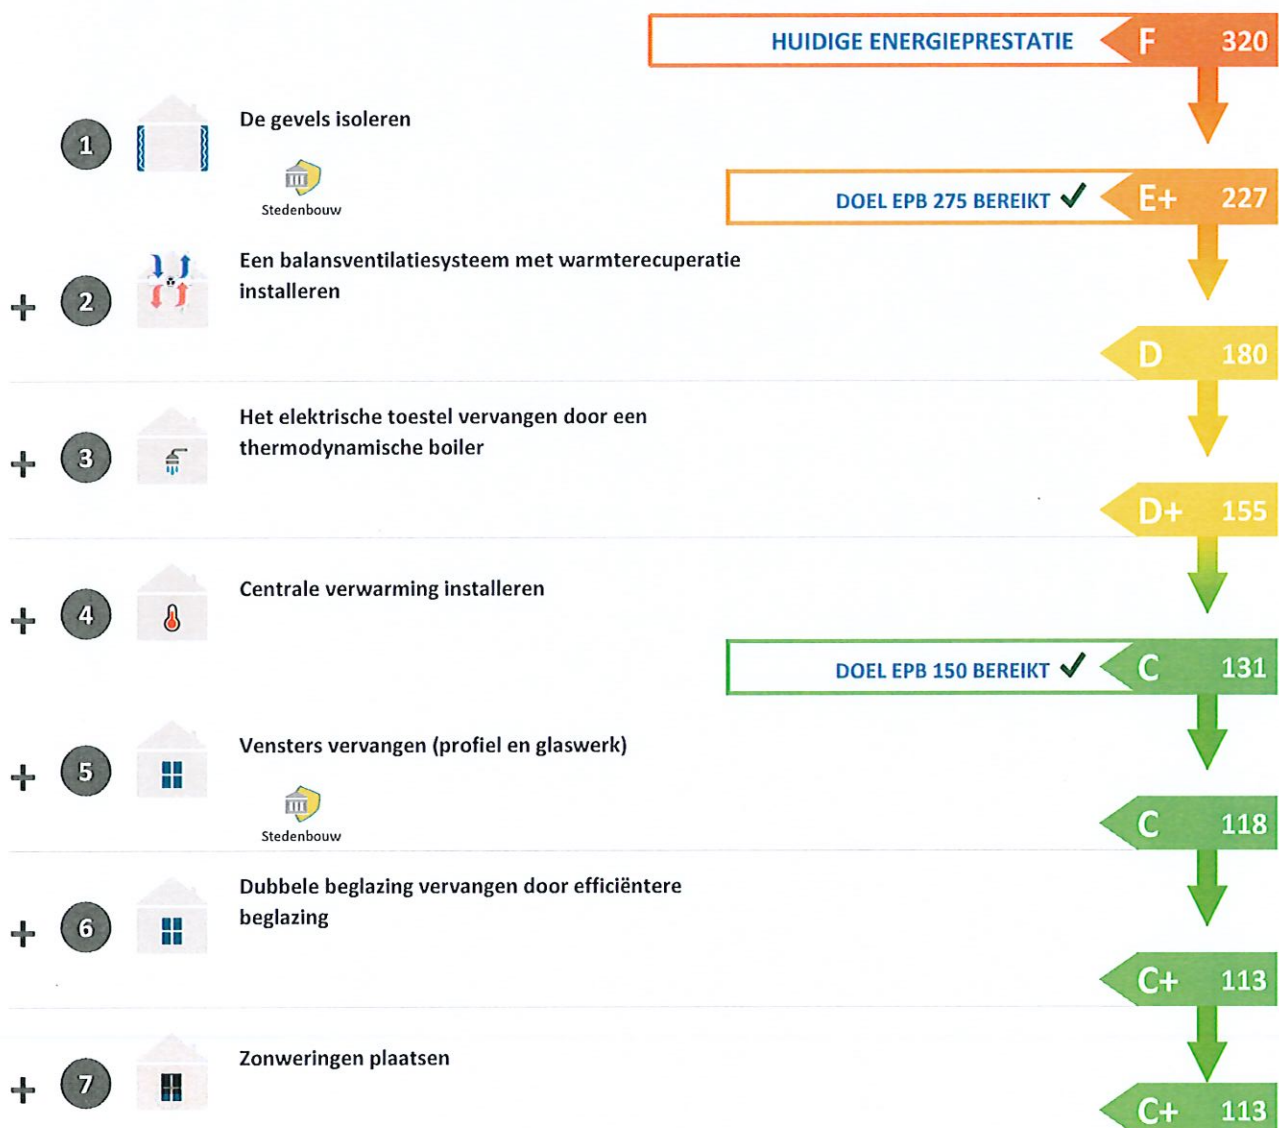 HUIDIGE ENERGIEPRESTATIE F 320
1 De gevels isoleren
Stedenbouw
DOEL EPB 275 BEREIKT ✓ E+ 227
Een balansventilatiesysteem met warmterecuperatie
+ 2 installeren
D 180
Het elektrische toestel vervangen door een
+ 3 thermodynamische boiler
D+ 155
+ 4 Centrale verwarming installeren
DOEL EPB 150 BEREIKT ✓ C 131
+ 5 Vensters vervangen (profiel en glaswerk)
Stedenbouw
C 118
Dubbele beglazing vervangen door efficiëntere
+ 6 beglazing
C+ 113
+ 7 Zonweringen plaatsen
C+ 113